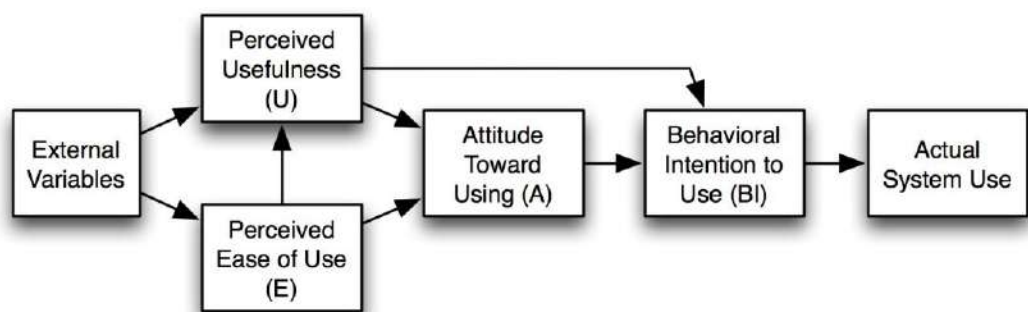 External
Variables
Perceived
Usefulness
(U)
Perceived
Ease of Use
(E)
Attitude
Toward
Using (A)
Behavioral
Intention to
Use (BI)
Actual
System Use